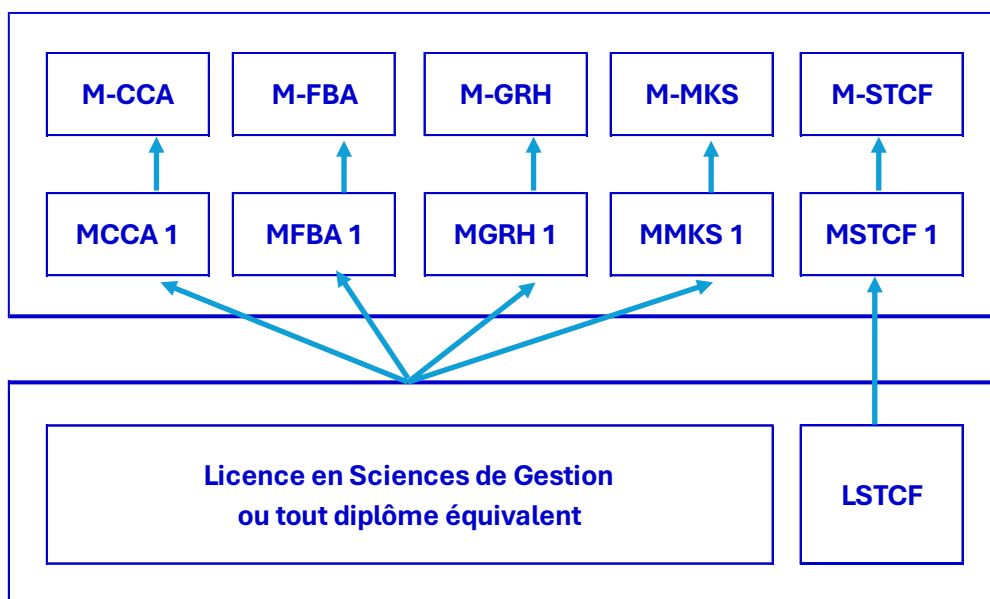 M-CCA
M-FBA
M-GRH
M-MKS
M-STCF
MCCA 1
MFBA 1
MGRH 1
MMKS 1
MSTCF 1
Licence en Sciences de Gestion
ou tout diplôme équivalent
LSTCF